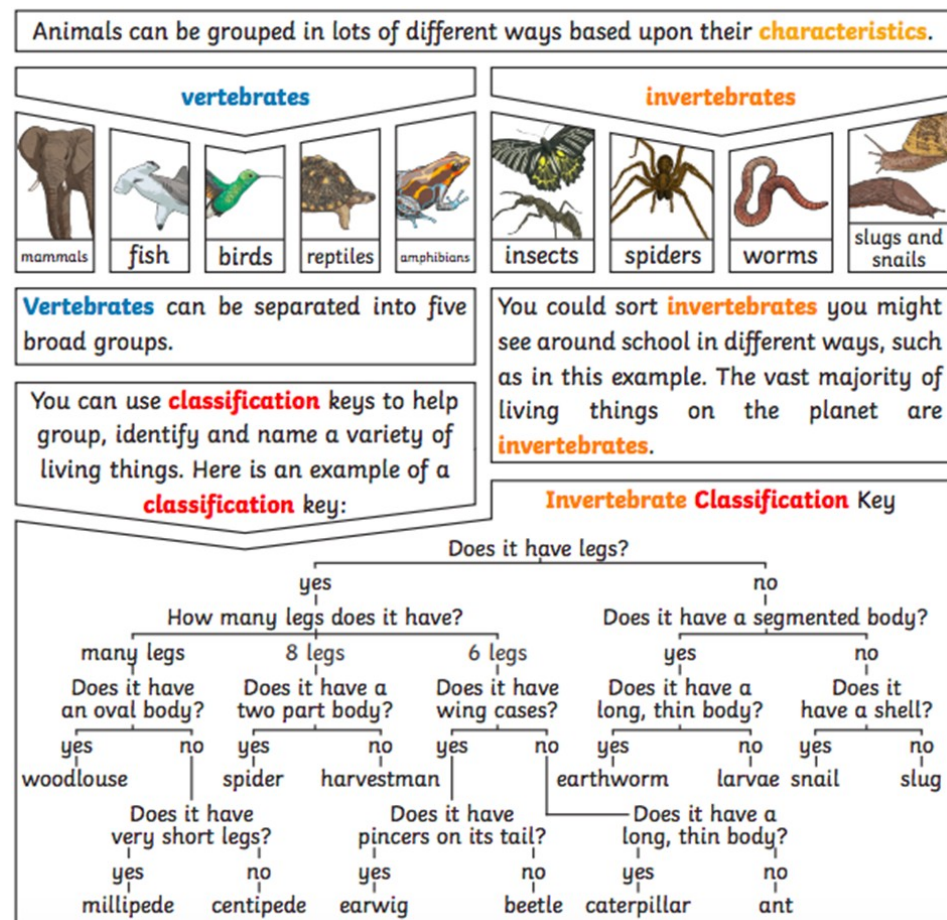 Animals can be grouped in lots of different ways based upon their characteristics.
vertebrates
invertebrates
mammals
fish
birds
reptiles
amphibians
insects
spiders
worms
slugs and
snails
Vertebrates can be separated into five
broad groups.
You could sort invertebrates you might
see around school in different ways, such
as in this example. The vast majority of
living things on the planet are
invertebrates.
You can use classification keys to help
group, identify and name a variety of
living things. Here is an example of a
classification key:
Invertebrate Classification Key
Does it have legs?
yes
no
How many legs does it have?
Does it have a segmented body?
many legs
8 legs
6 legs
yes
no
Does it have
an oval body?
Does it have a
two part body?
Does it have
wing cases?
Does it have a
long, thin body?
Does it
have a shell?
yes
no
yes
no
yes
no
yes
no
yes
no
woodlouse
spider
harvestman
earthworm
larvae
snail
slug
Does it have
very short legs?
Does it have
pincers on its tail?
Does it have a
long, thin body?
yes
no
yes
no
yes
no
millipede
centipede
earwig
beetle
caterpillar
ant